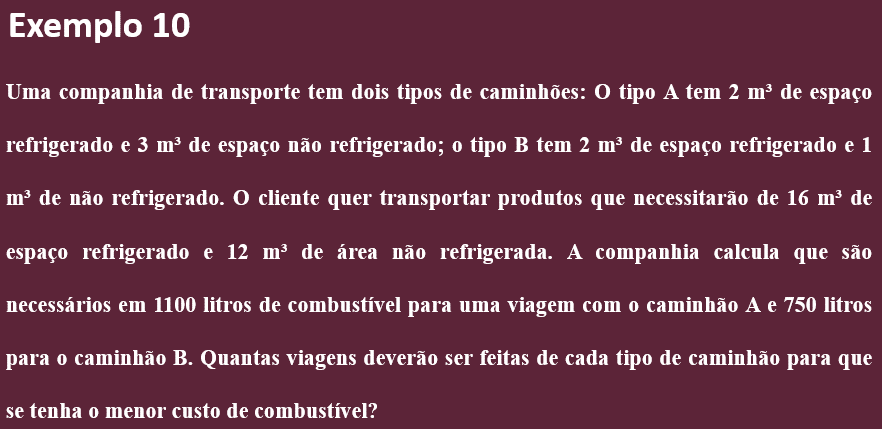 Exemplo 10
Uma companhia de transporte tem dois tipos de caminhões: O tipo A tem 2 m³ de espaço
refrigerado e 3 m³ de espaço não refrigerado; o tipo B tem 2 m³ de espaço refrigerado e 1
m³ de não refrigerado. O cliente quer transportar produtos que necessitarão de 16 m³ de
espaço refrigerado e 12 m³ de área não refrigerada. A companhia calcula que são
necessários em 1100 litros de combustível para uma viagem com o caminhão A e 750 litros
para o caminhão B. Quantas viagens deverão ser feitas de cada tipo de caminhão para que
se tenha o menor custo de combustível?